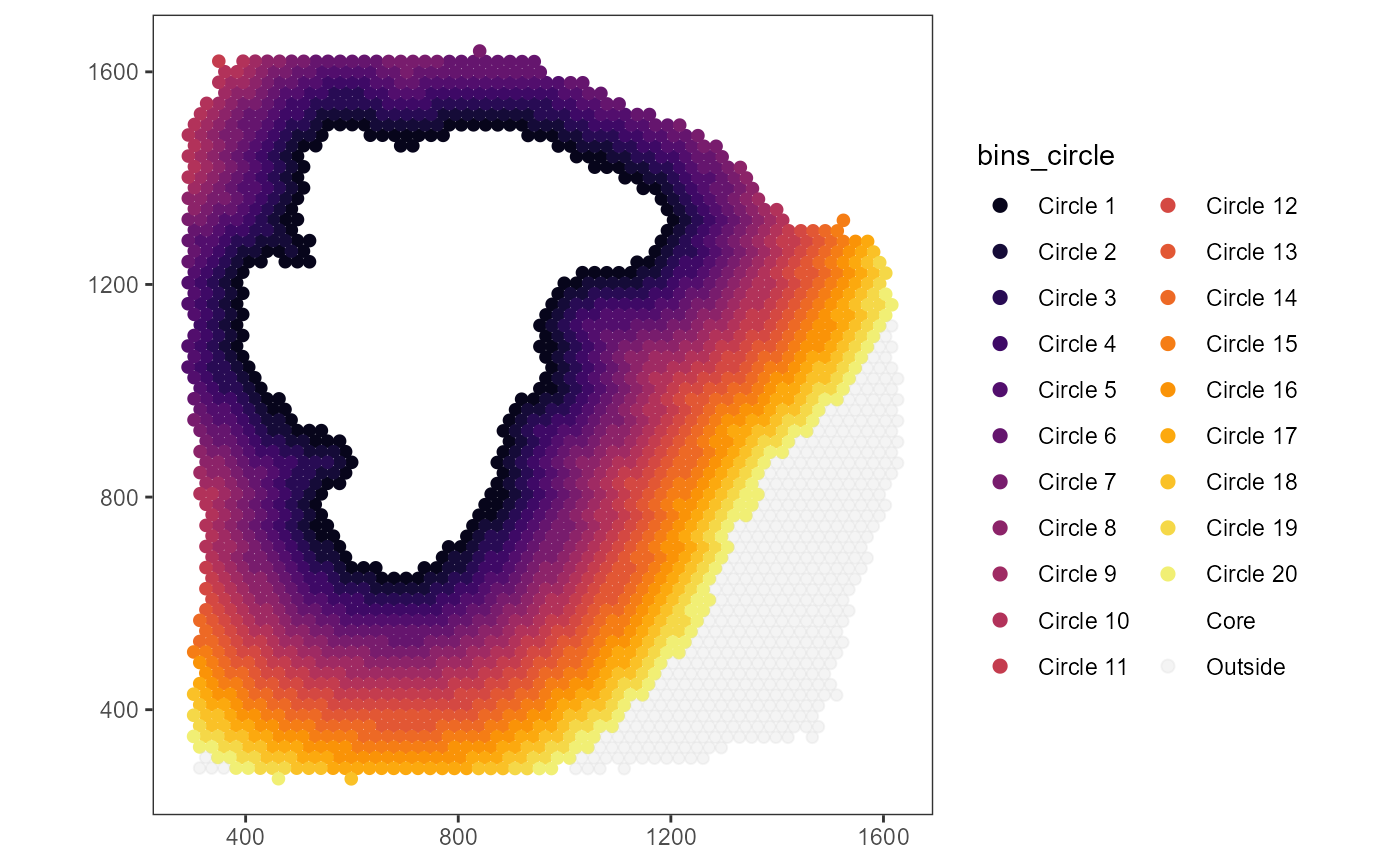 1600
1200
800
400
400 800 1200 1600
bins_circle
Circle 1
Circle 2
Circle 3
Circle 4
Circle 5
Circle 6
Circle 7
Circle 8
Circle 9
Circle 10
Circle 11
Circle 12
Circle 13
Circle 14
Circle 15
Circle 16
Circle 17
Circle 18
Circle 19
Circle 20
Core
Outside